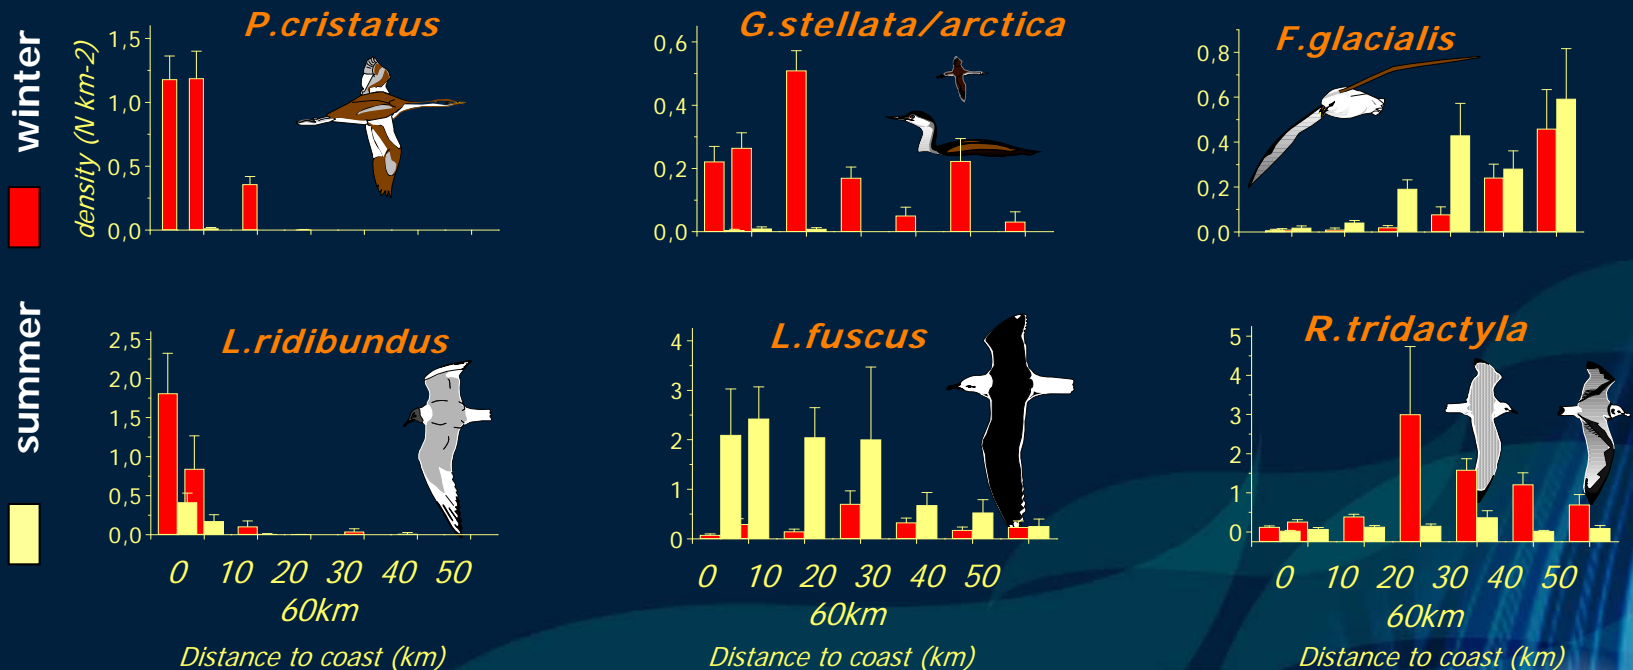 winter
summer
P.cristatus
density (N km-2)
1,5
1,0
0,5
0,0
G.stellata/arctica
0,6
0,4
0,2
0,0
F.glacialis
0,8
0,6
0,4
0,2
0,0
L.ridibundus
2,5
2,0
1,5
1,0
0,5
0,0
0 10 20 30 40 50
60km
Distance to coast (km)
L.fuscus
4
3
2
1
0
0 10 20 30 40 50
60km
Distance to coast (km)
R.tridactyla
5
4
3
2
1
0
0 10 20 30 40 50
60km
Distance to coast (km)